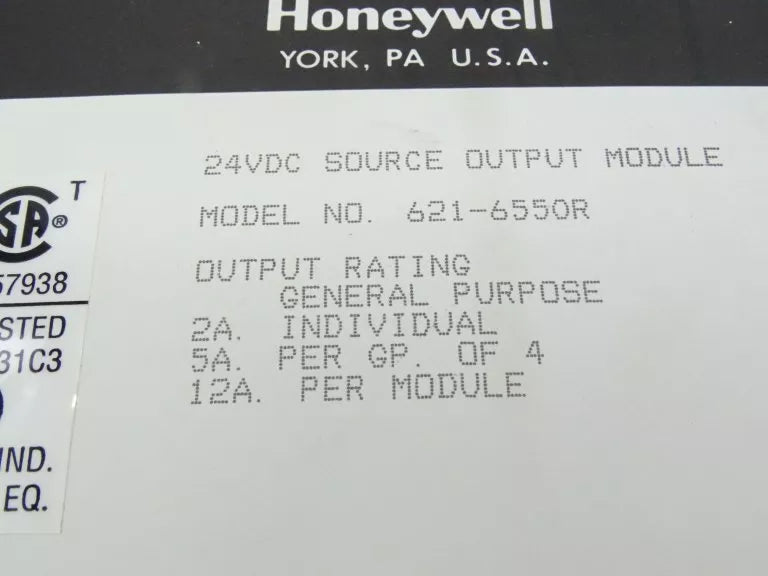 Honeywell
YORK, PA U.S.A.
24VDC SOURCE OUTPUT MODULE
MODEL NO. 621-6550R
OUTPUT RATING
GENERAL PURPOSE
2A. INDIVIDUAL
5A. PER GP. OF 4
12A. PER MODULE
T
SA ®
57938
STED
31C3
IND.
EQ.